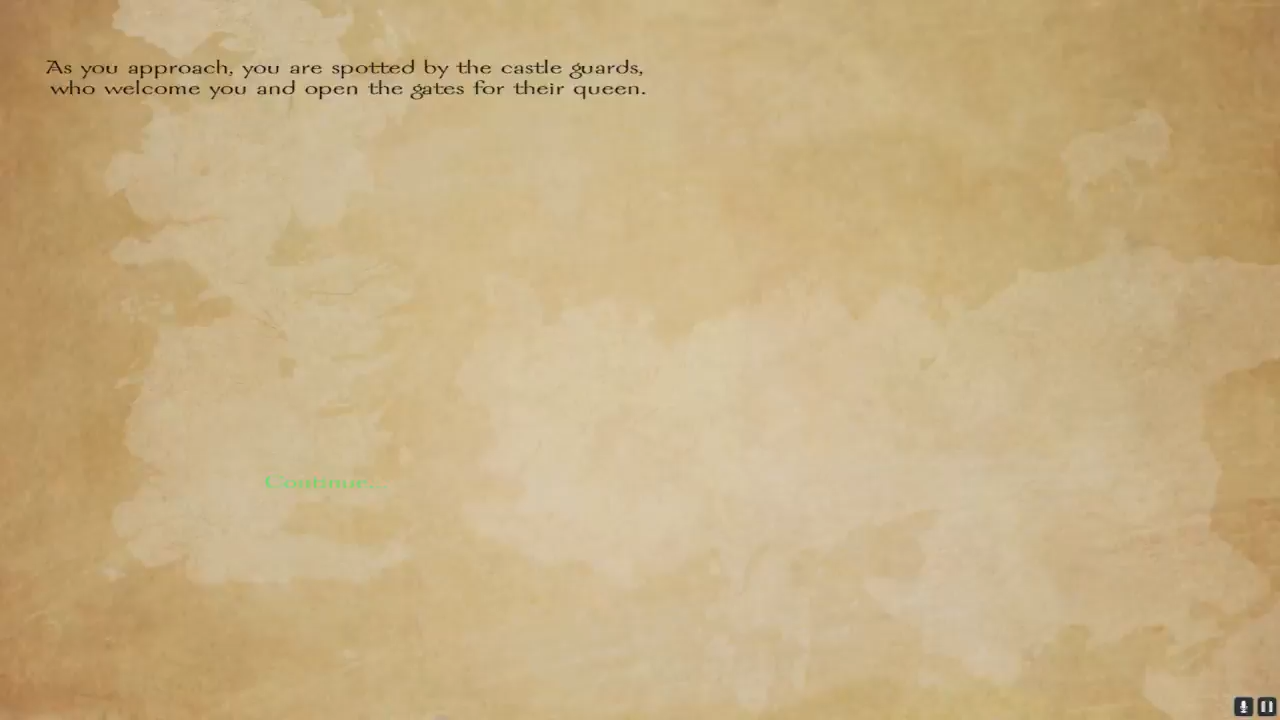 As you approach, you are spotted by the castle guards,
who welcome you and open the gates for their queen.
Continue...